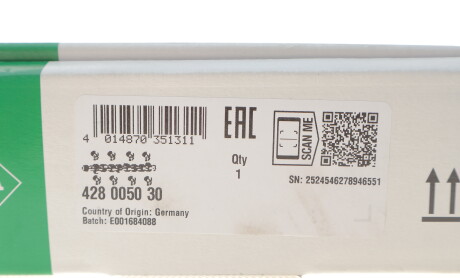 4 014870 351311
EAC
SCAN ME
Qty
1
SN: 2524546278946551
428 0050 30
Country of Origin: Germany
Batch: E001684088